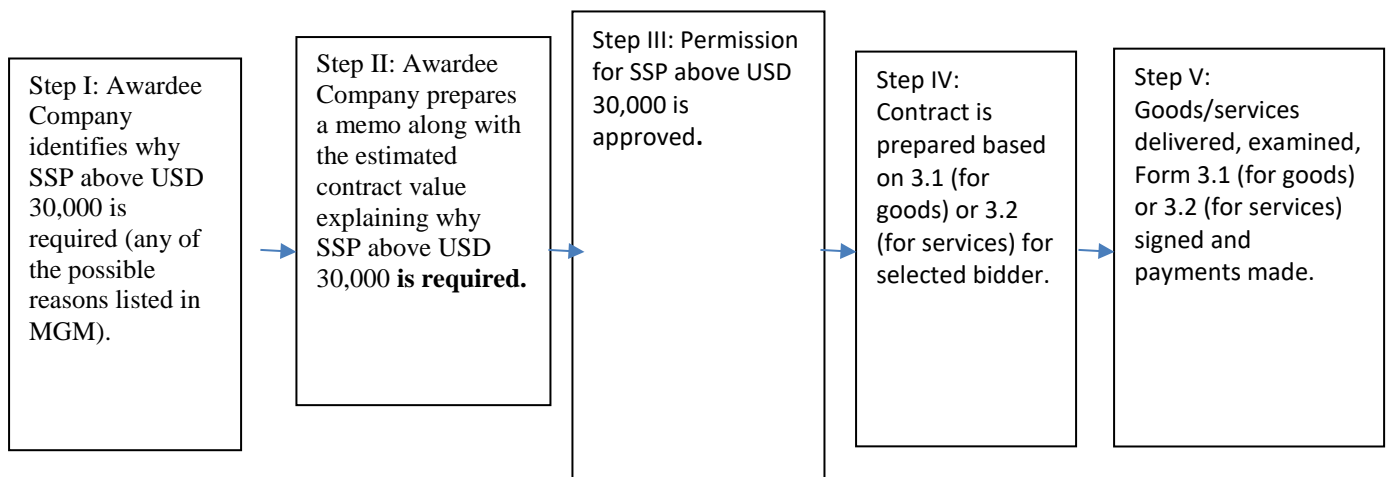 Step I: Awardee
Company
identifies why
SSP above USD
30,000 is
required (any of
the possible
reasons listed in
MGM).
Step II: Awardee
Company prepares
a memo along with
the estimated
contract value
explaining why
SSP above USD
30,000 is required.
Step III: Permission
for SSP above USD
30,000 is
approved.
Step IV:
Contract is
prepared based
on 3.1 (for
goods) or 3.2
(for services) for
selected bidder.
Step V:
Goods/services
delivered, examined,
Form 3.1 (for goods)
or 3.2 (for services)
signed and
payments made.